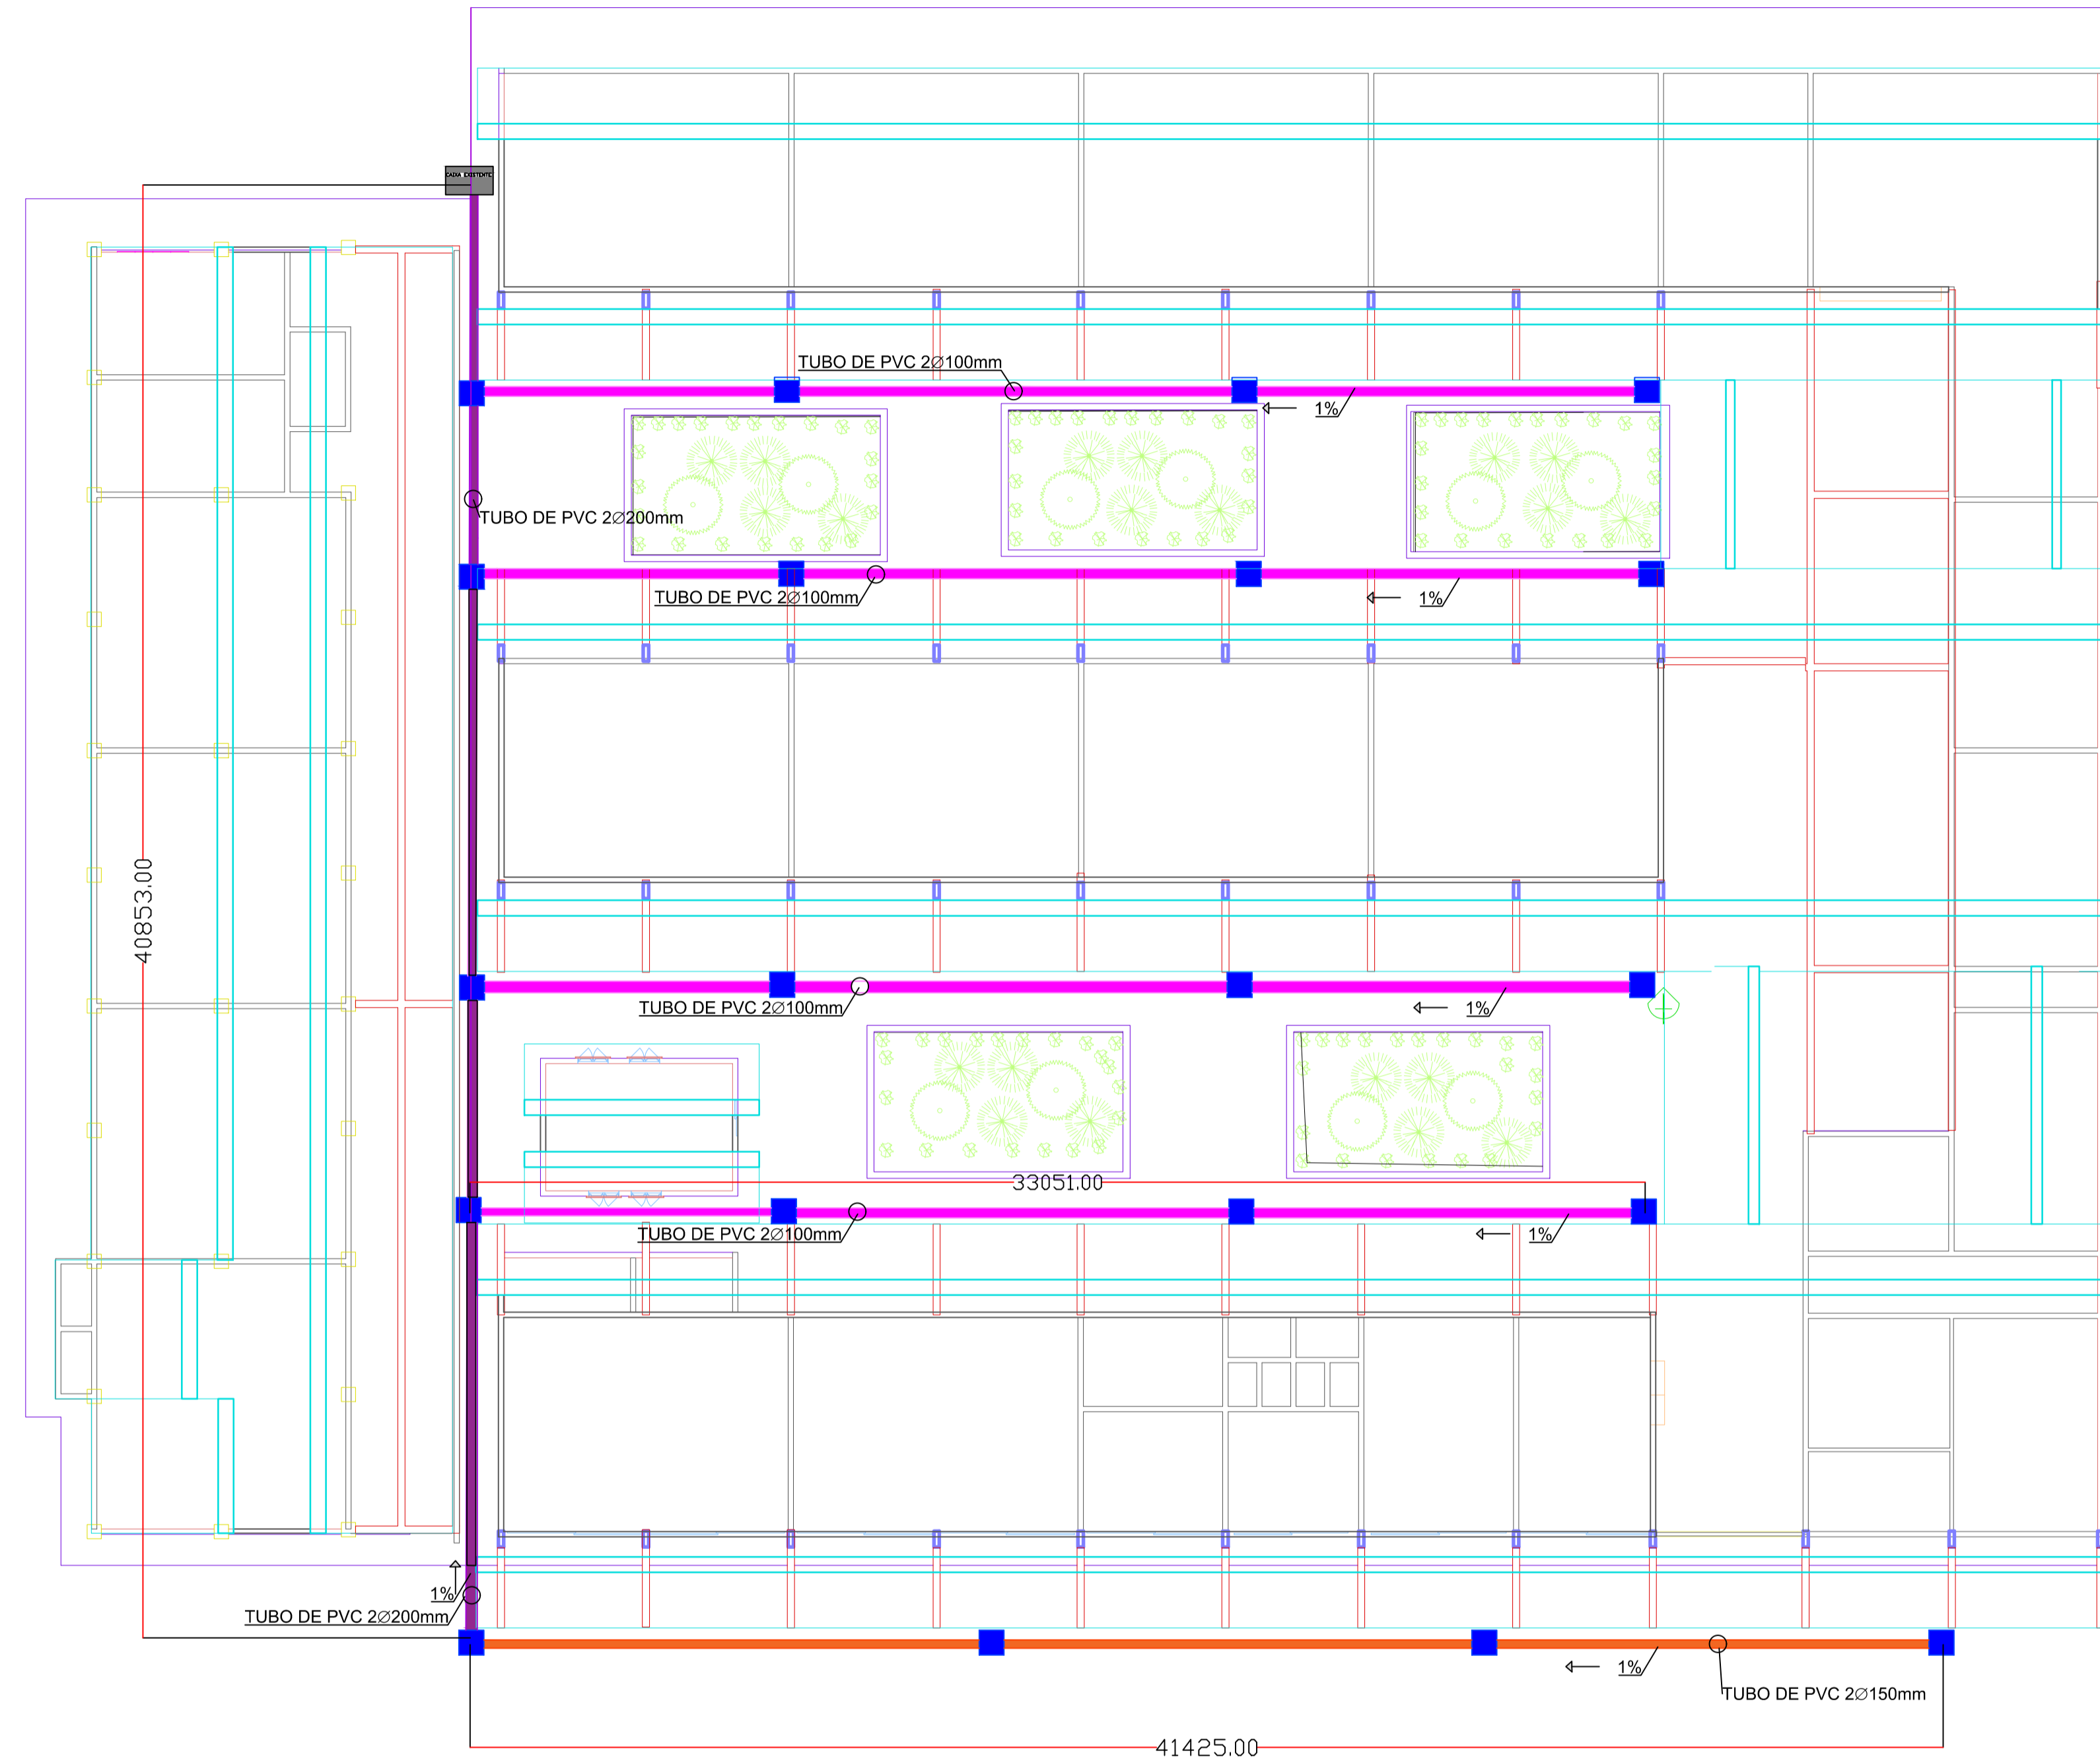 CAIXA EXISTENTE
TUBO DE PVC 2∅100mm
1%
TUBO DE PVC 2∅200mm
TUBO DE PVC 2∅100mm
1%
40853.00
TUBO DE PVC 2∅100mm
1%
33051.00
TUBO DE PVC 2∅100mm
1%
1%
TUBO DE PVC 2∅200mm
1%
TUBO DE PVC 2∅150mm
41425.00